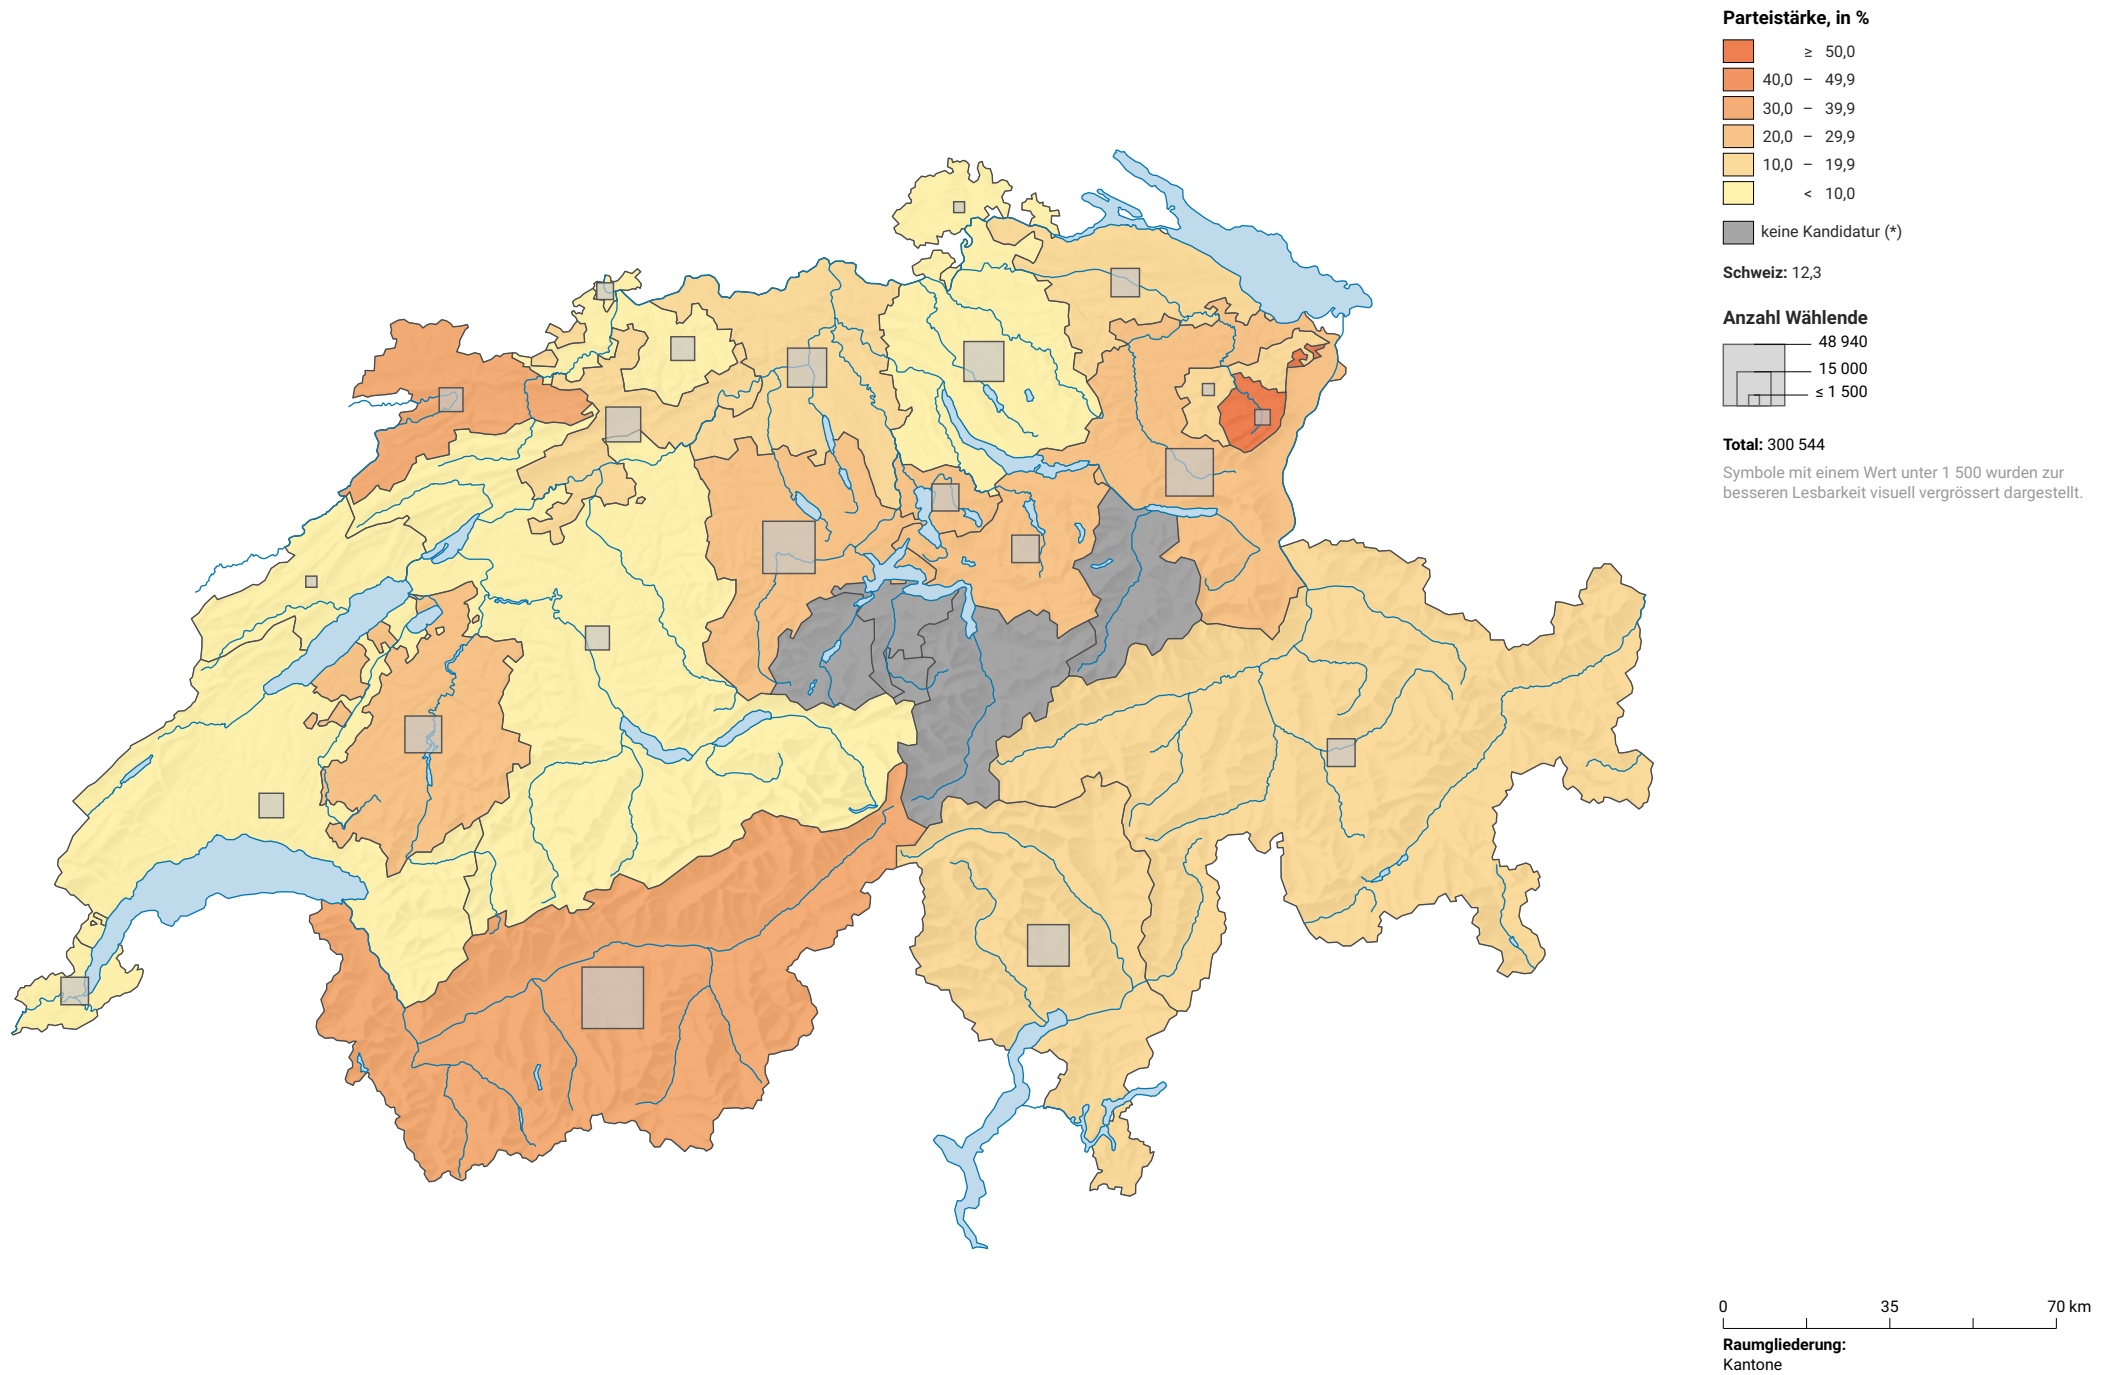 Parteistärke, in %
≥ 50,0
40,0 – 49,9
30,0 – 39,9
20,0 – 29,9
10,0 – 19,9
< 10,0
keine Kandidatur (*)
Schweiz: 12,3
Anzahl Wählende
48 940
15 000
≤ 1 500
Total: 300 544
Symbole mit einem Wert unter 1 500 wurden zur
besseren Lesbarkeit visuell vergrössert dargestellt.
0 35 70 km
Raumgliederung:
Kantone